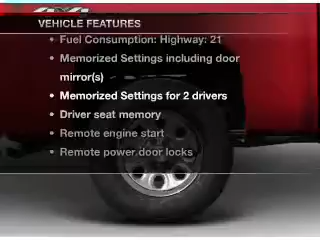 VEHICLE FEATURES
• Fuel Consumption: Highway: 21
• Memorized Settings including door
mirror(s)
• Memorized Settings for 2 drivers
• Driver seat memory
• Remote engine start
• Remote power door locks